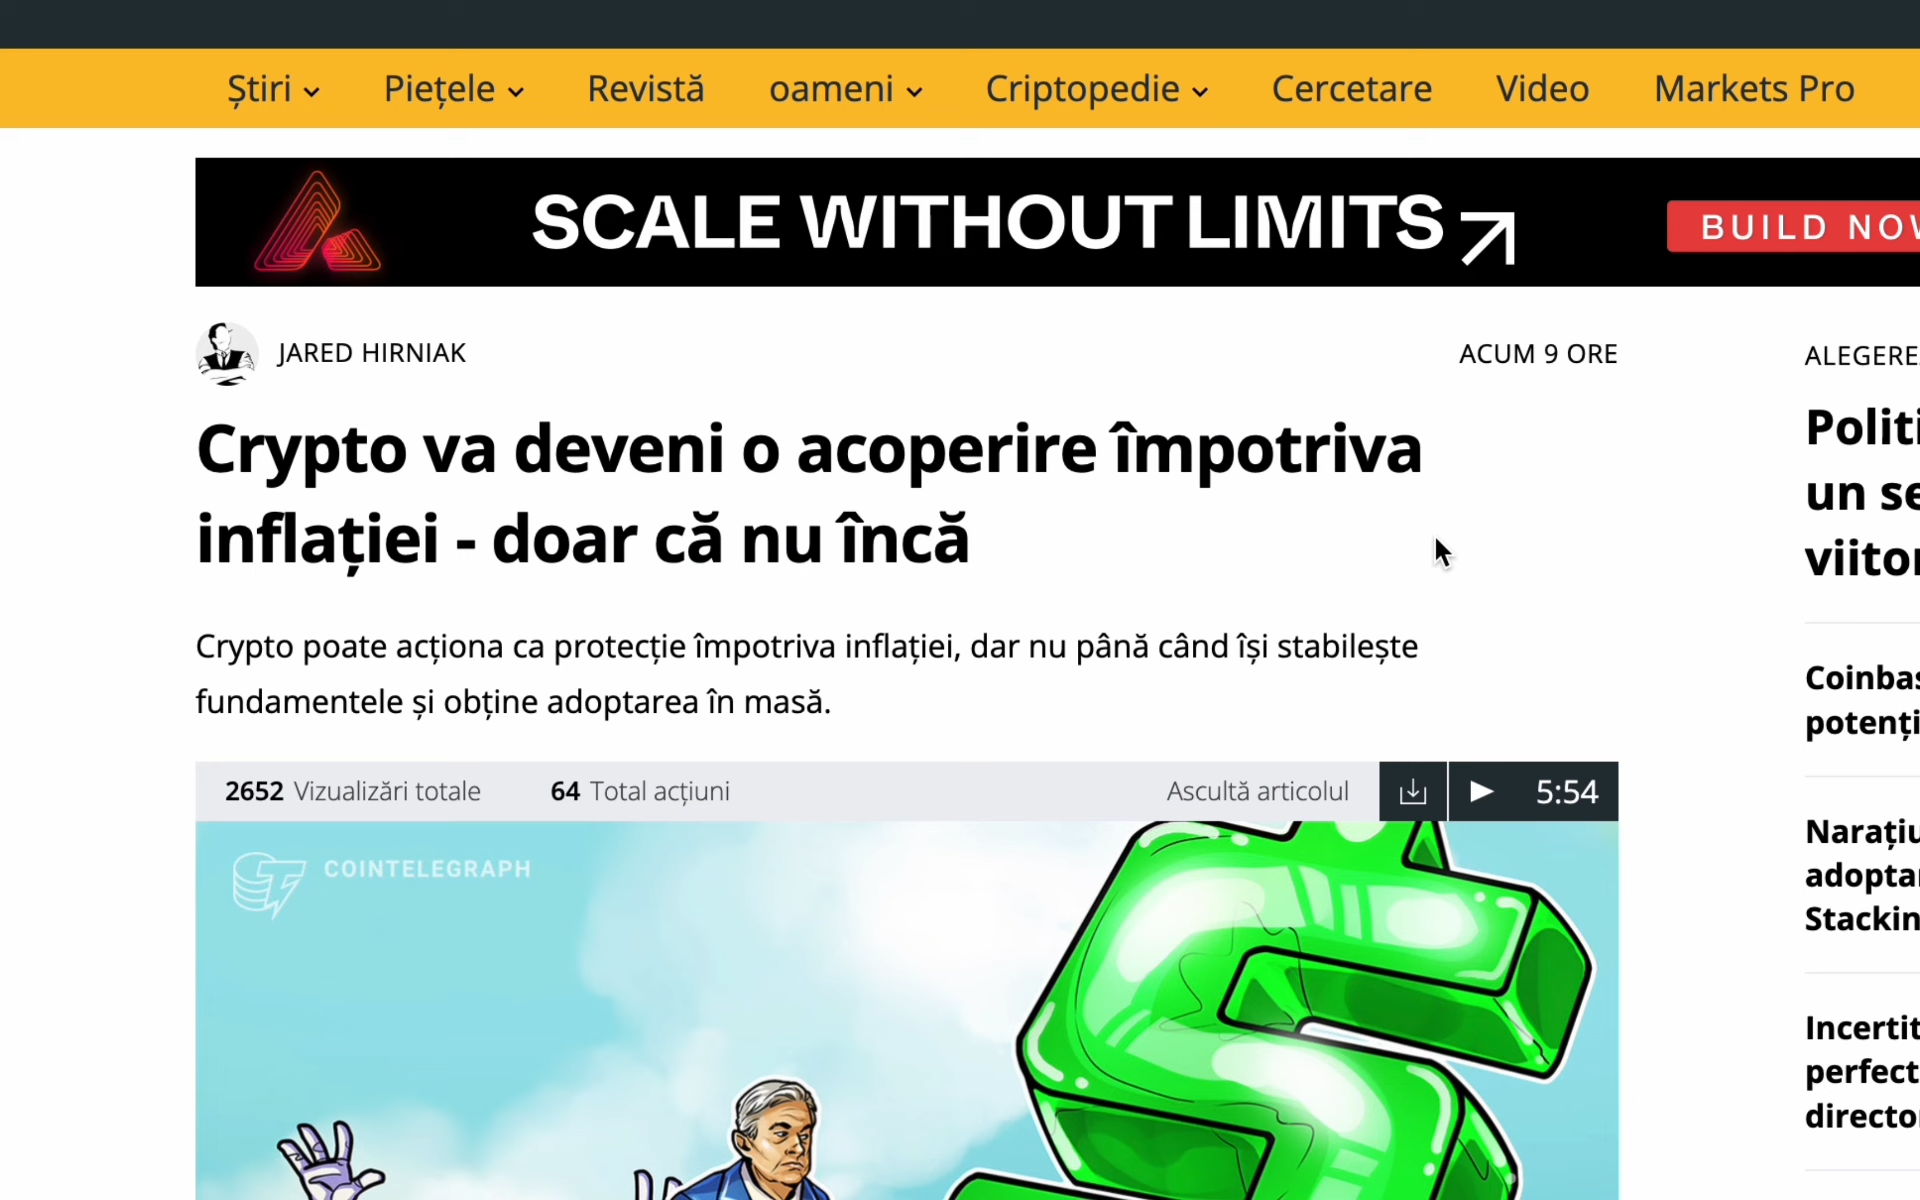 Știri Piețele Revistă oameni Criptopedie Cercetare Video Markets Pro
SCALE WITHOUT LIMITS
BUILD
JARED HIRNIAK
ACUM 9 ORE
Crypto va deveni o acoperire împotriva
inflației - doar că nu încă
Crypto poate acționa ca protecție împotriva inflației, dar nu până când își stabilește
fundamentele și obține adoptarea în masă.
2652 Vizualizări totale 64 Total acțiuni Ascultă articolul 5:54
COINTELEGRAPH
un